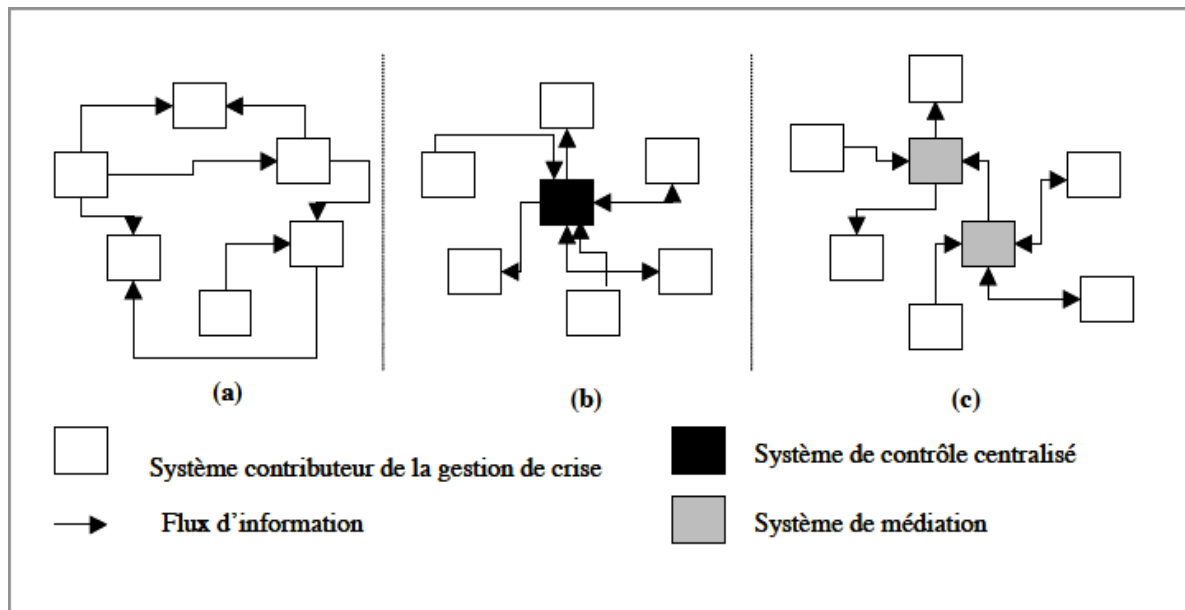 (a)
(b)
(c)
Système contributeur de la gestion de crise
Système de contrôle centralisé
Flux d'information
Système de médiation